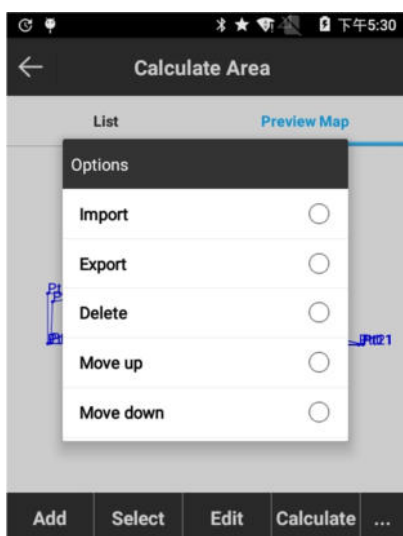 下午5:30
Calculate Area
List
Preview Map
Options
Import
Export
Delete
Move up
Move down
Add
Select
Edit
Calculate
...